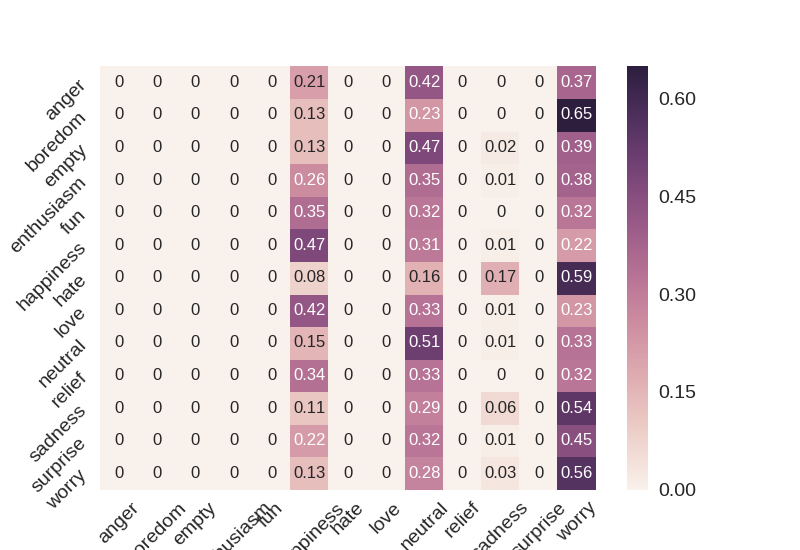 anger 0 0 0 0 0 0.21 0 0 0.42 0 0 0 0.37
boredom 0 0 0 0 0 0.13 0 0 0.23 0 0 0 0.65
empty 0 0 0 0 0 0.13 0 0 0.47 0 0.02 0 0.39
enthusiasm 0 0 0 0 0 0.26 0 0 0.35 0 0.01 0 0.38
fun 0 0 0 0 0 0.35 0 0 0.32 0 0 0 0.32
happiness 0 0 0 0 0 0.47 0 0 0.31 0 0.01 0 0.22
hate 0 0 0 0 0 0.08 0 0 0.16 0 0.17 0 0.59
love 0 0 0 0 0 0.42 0 0 0.33 0 0.01 0 0.23
neutral 0 0 0 0 0 0.15 0 0 0.51 0 0.01 0 0.33
relief 0 0 0 0 0 0.34 0 0 0.33 0 0 0 0.32
sadness 0 0 0 0 0 0.11 0 0 0.29 0 0.06 0 0.54
surprise 0 0 0 0 0 0.22 0 0 0.32 0 0.01 0 0.45
worry 0 0 0 0 0 0.13 0 0 0.28 0 0.03 0 0.56
anger oredom empty husiasm fun ppiness hate love neutral relief sadness surprise worry
0.60
0.45
0.30
0.15
0.00